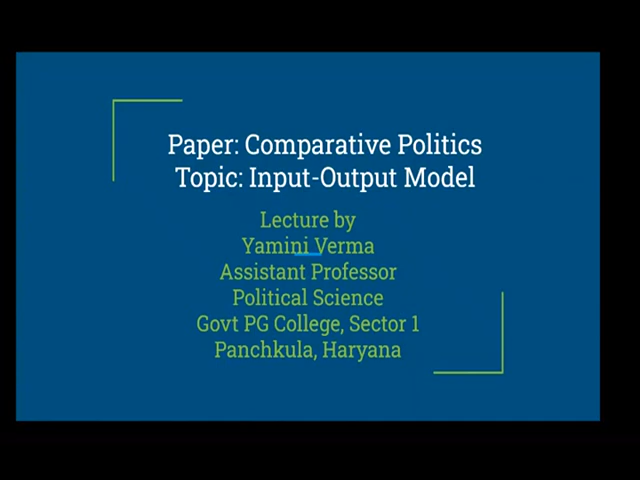 Paper: Comparative Politics
Topic: Input-Output Model
Lecture by
Yamini Verma
Assistant Professor
Political Science
Govt PG College, Sector 1
Panchkula, Haryana